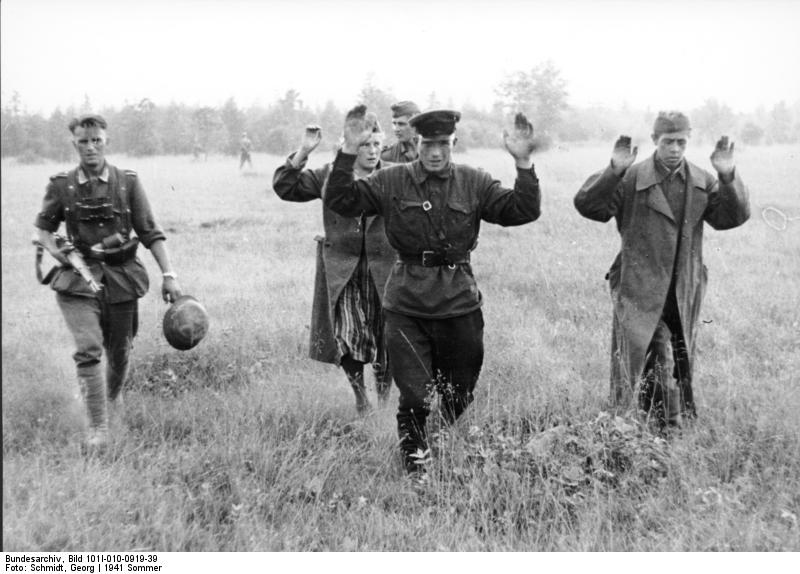 Bundesarchiv, Bild 101I-010-0919-39
Foto: Schmidt, Georg | 1941 Sommer